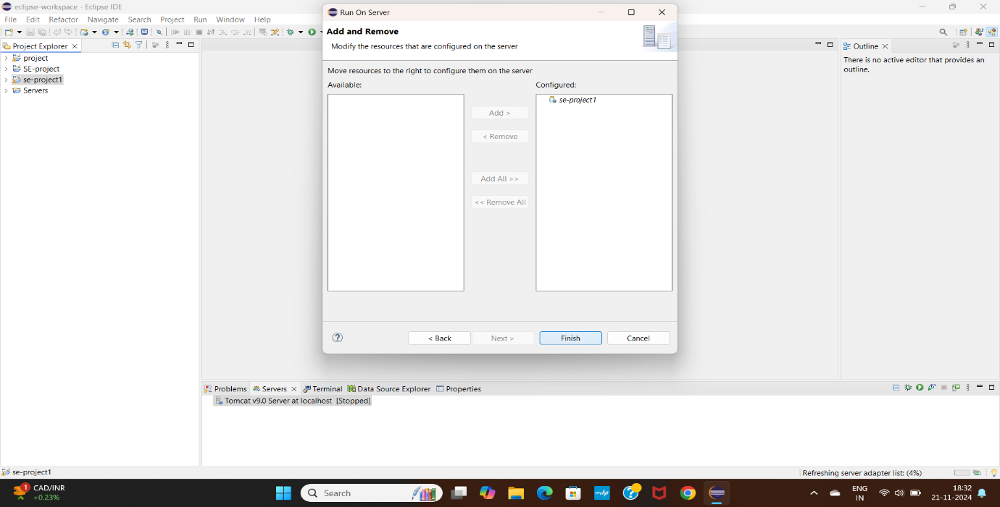 eclipse-workspace - Eclipse IDE
File Edit Refactor Navigate Search Project Run Window Help
Project Explorer
project
SE-project
se-project1
Servers
Run On Server
Add and Remove
Modify the resources that are configured on the server
Move resources to the right to configure them on the server
Available:
Configured:
se-project1
Add >
< Remove
Add All >>
<< Remove All
< Back
Next >
Finish
Cancel
Outline
There is no active editor that provides an
outline.
Problems Servers Terminal Data Source Explorer Properties
Tomcat v9.0 Server at localhost [Stopped]
se-project1
Refreshing server adapter list: (4%)
1
CAD/INR
+0.23%
Search
ENG
IN
18:32
21-11-2024